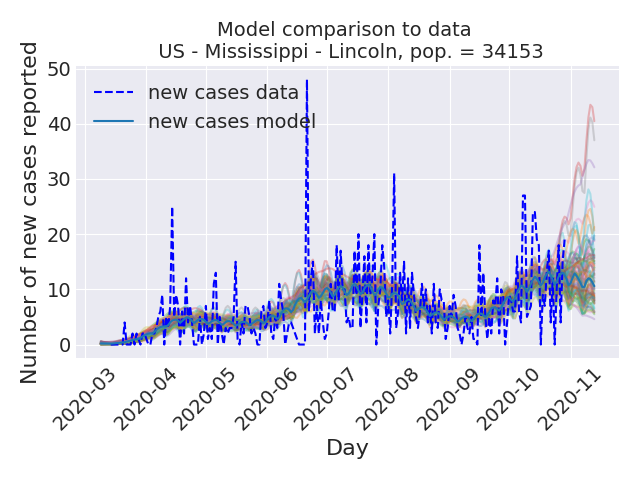 Model comparison to data
US - Mississippi - Lincoln, pop. = 34153
Number of new cases reported
50
40
30
20
10
0
new cases data
new cases model
2020-03
2020-04
2020-05
2020-06
2020-07
2020-08
2020-09
2020-10
2020-11
Day